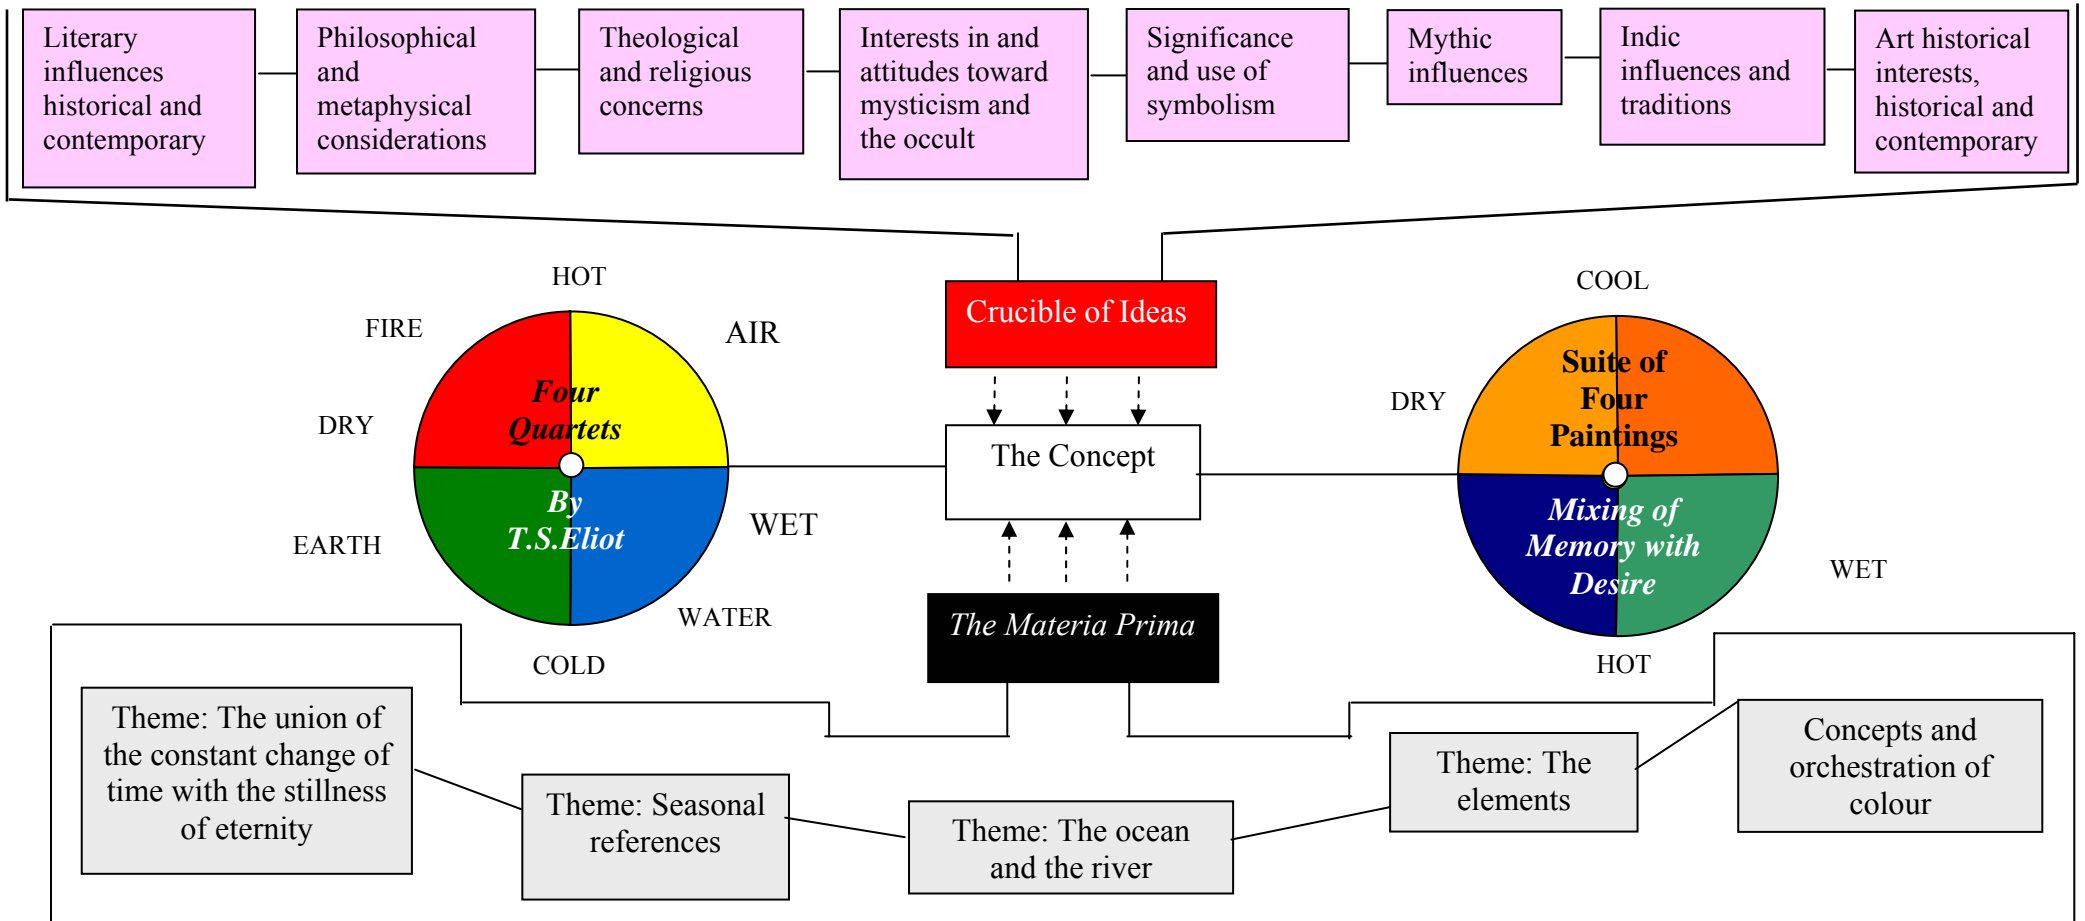 Literary
influences
historical and
contemporary
Philosophical
and
metaphysical
considerations
Theological
and religious
concerns
Interests in and
attitudes toward
mysticism and
the occult
Significance
and use of
symbolism
Mythic
influences
Indic
influences and
traditions
Art historical
interests,
historical and
contemporary
HOT
FIRE
AIR
DRY
Four
Quartets
By
T.S.Eliot
EARTH
WET
WATER
COLD
Crucible of Ideas
The Concept
The Materia Prima
COOL
DRY
Suite of
Four
Paintings
Mixing of
Memory with
Desire
WET
HOT
Theme: The union of
the constant change of
time with the stillness
of eternity
Theme: Seasonal
references
Theme: The ocean
and the river
Theme: The
elements
Concepts and
orchestration of
colour